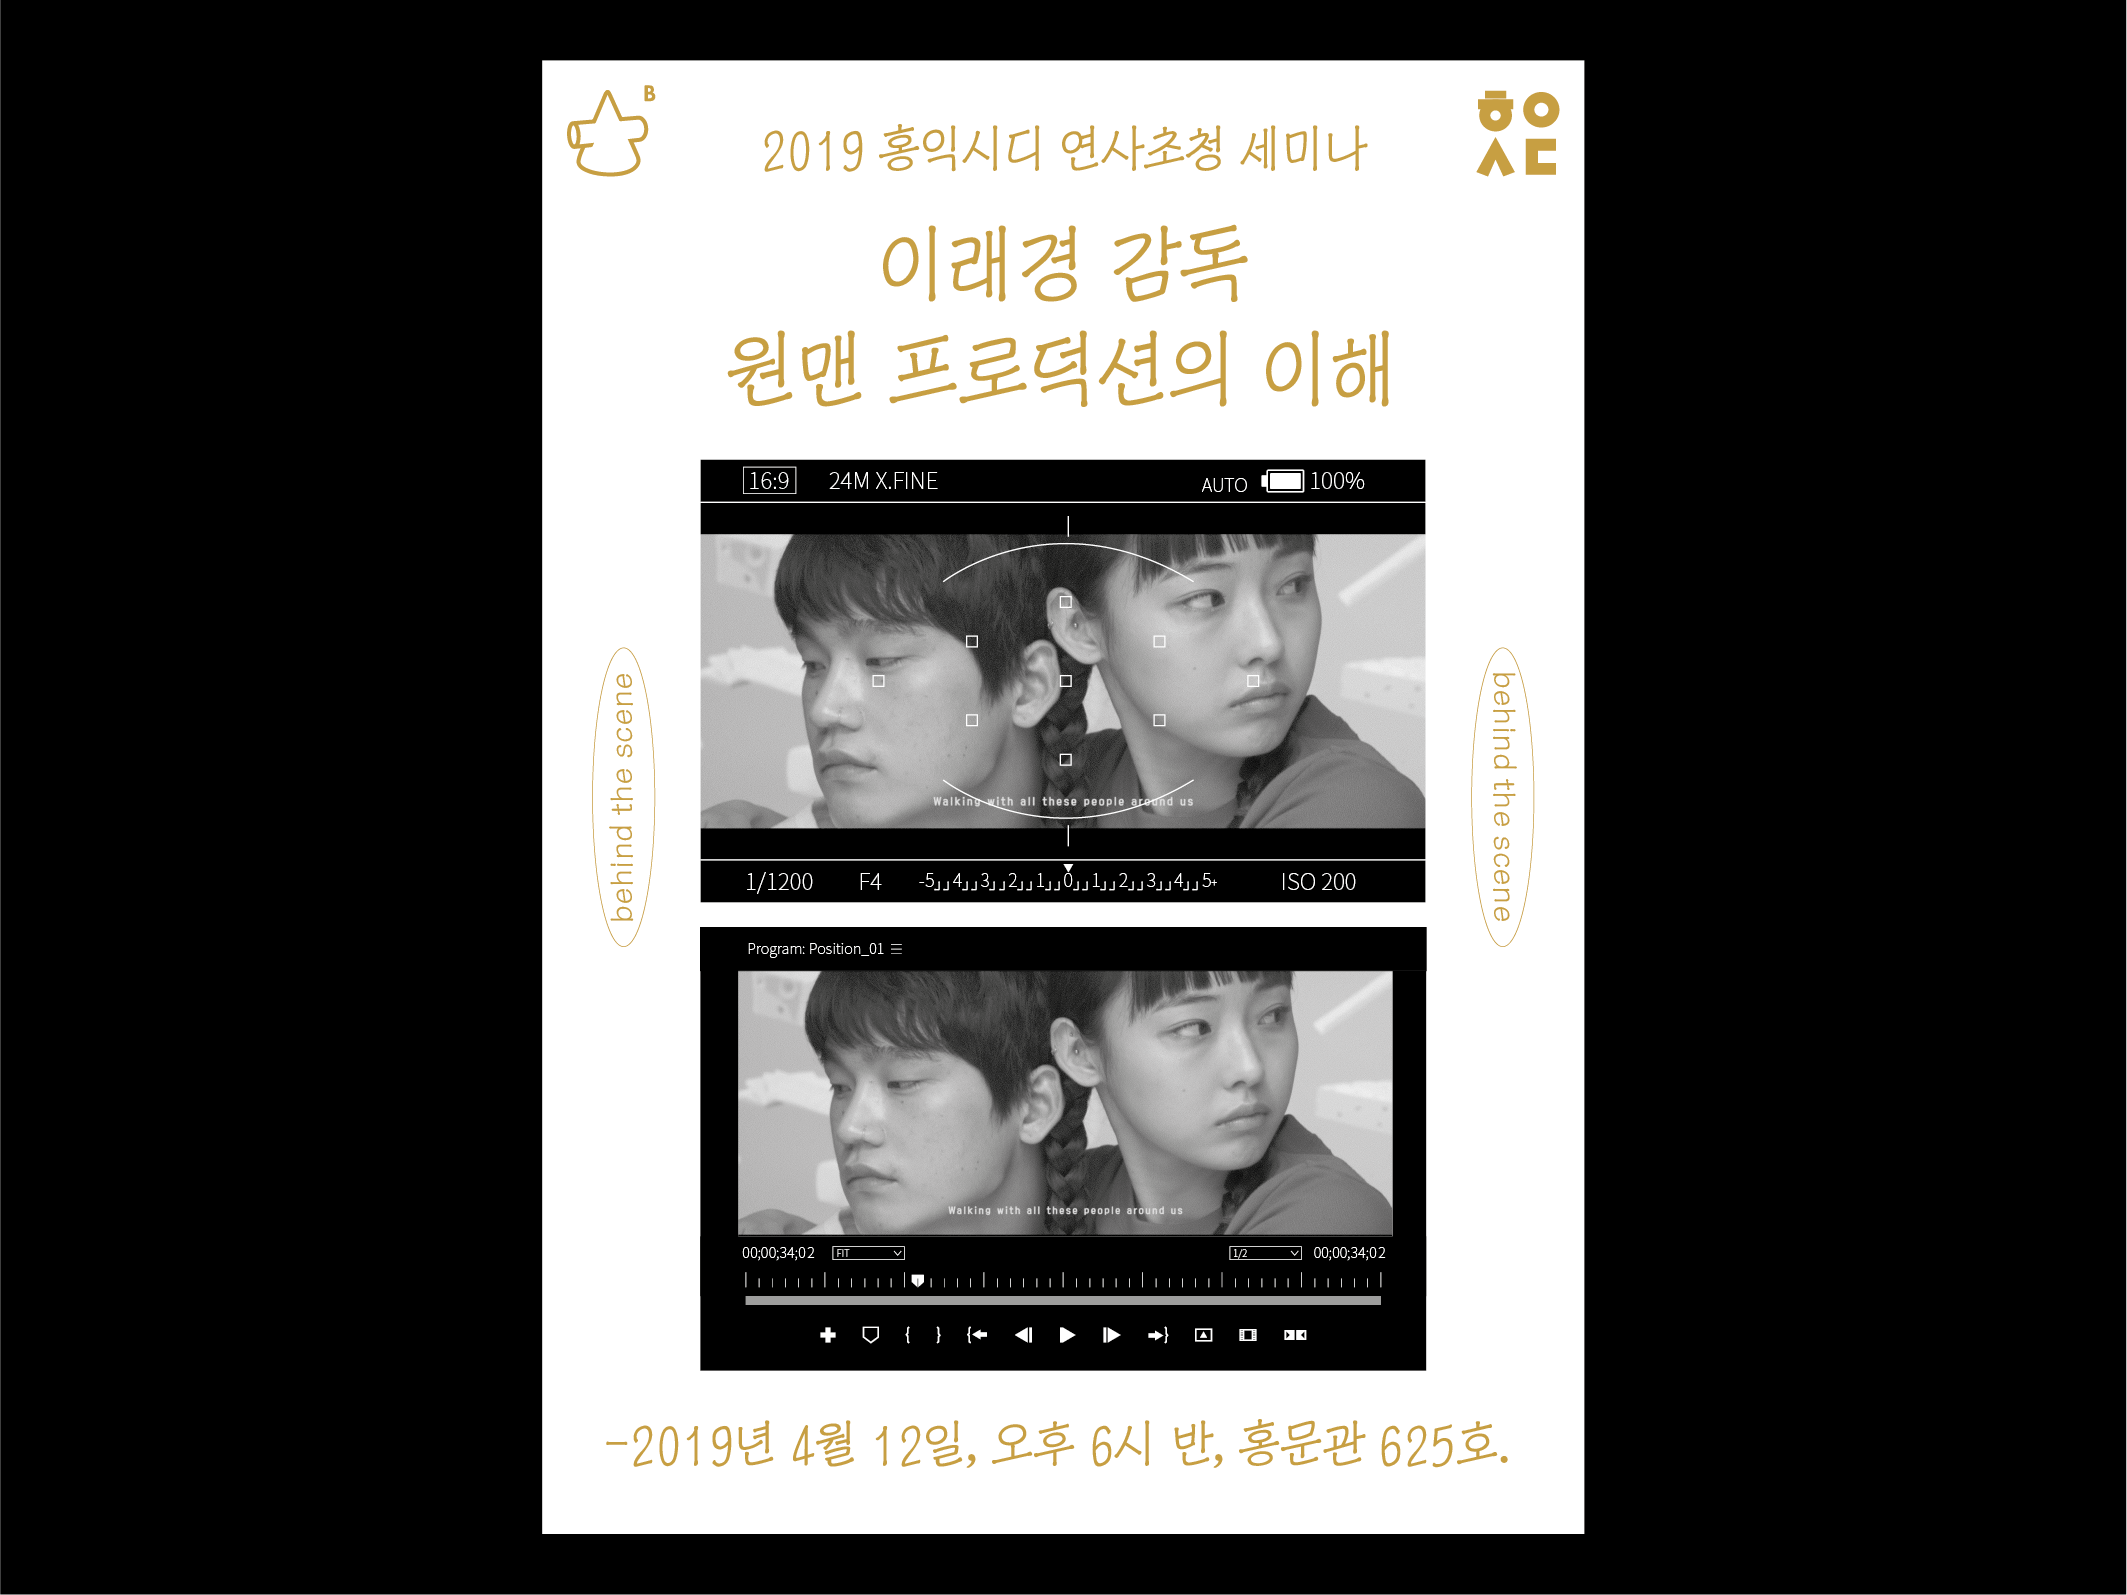 B
ㅎㅇㅅㄷ
2019 홍익시디 연사초청 세미나
이래경 감독
원맨 프로덕션의 이해
16:9 24M X.FINE AUTO 100%
Walking with all these people around us
1/1200 F4 -5 4 3 2 1 0 1 2 3 4 5+ ISO 200
behind the scene
behind the scene
Program: Position_01
Walking with all these people around us
00;00;34;02 FIT 1/2 00;00;34;02
{ } { }
-2019년 4월 12일, 오후 6시 반, 홍문관 625호.